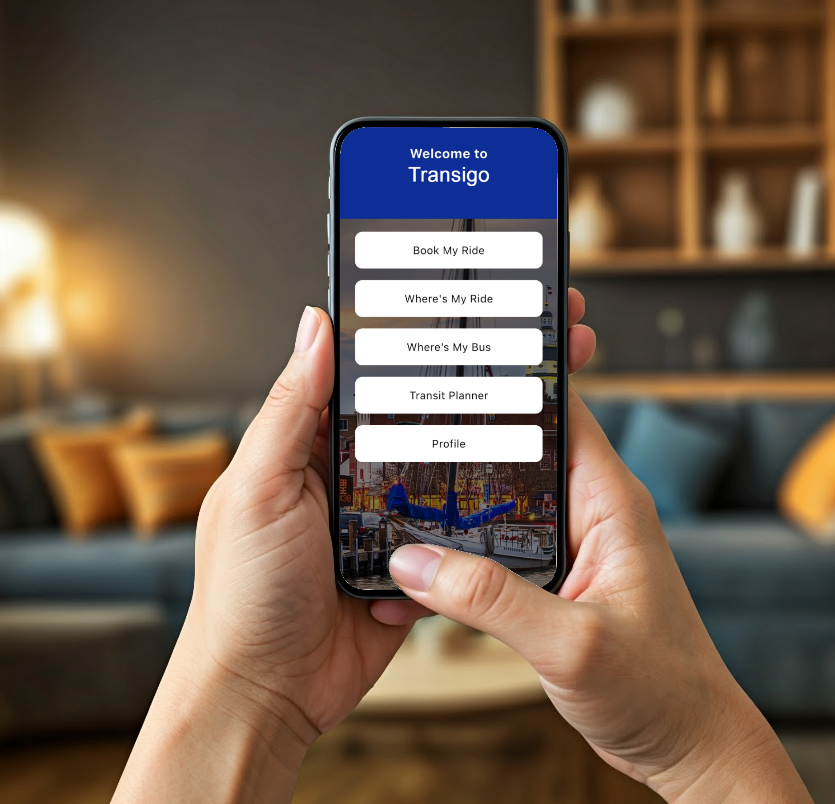 Welcome to
Transigo
Book My Ride
Where's My Ride
Where's My Bus
Transit Planner
Profile